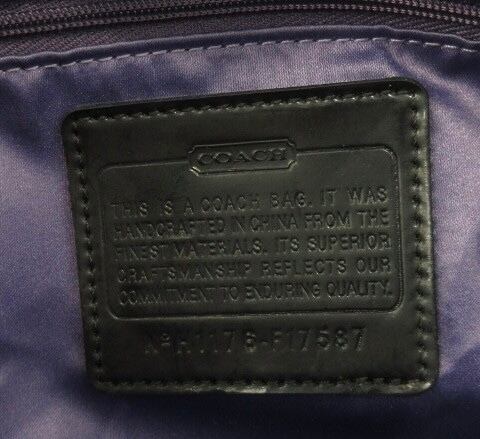 COACH
THIS IS A COACH BAG. IT WAS
HANDCRAFTED IN CHINA FROM THE
FINEST MATERIALS. ITS SUPERIOR
CRAFTSMANSHIP REFLECTS OUR
COMMITMENT TO ENDURING QUALITY.
Nº H1176-F17587